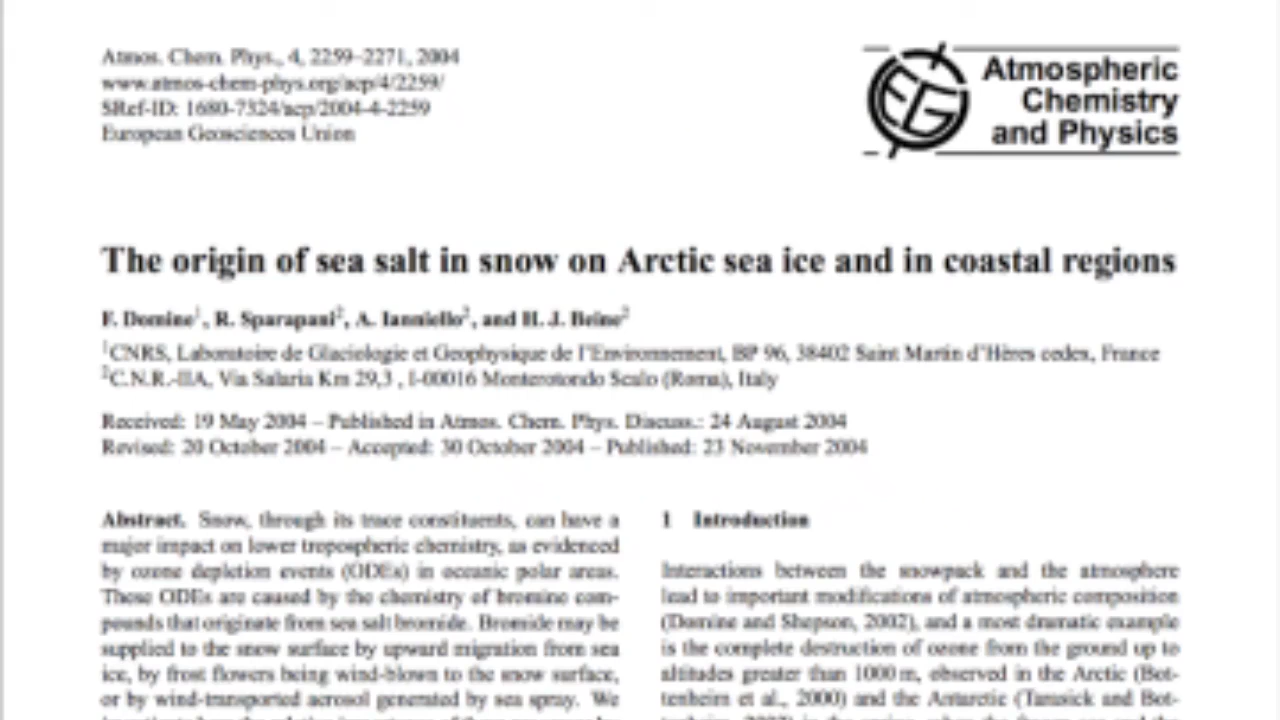 Atmos. Chem. Phys., 4, 2259–2271, 2004
www.atmos-chem-phys.org/acp/4/2259/
SRef-ID: 1680-7324/acp/2004-4-2259
European Geosciences Union
EG
Atmospheric
Chemistry
and Physics
The origin of sea salt in snow on Arctic sea ice and in coastal regions
F. Domine¹, R. Sparapani², A. Ianniello², and H. J. Beine²
¹CNRS, Laboratoire de Glaciologie et Géophysique de l'Environnement, BP 96, 38402 Saint Martin d'Hères cedex, France
²C.N.R.-IIA, Via Salaria Km 29,3 , I-00016 Monterotondo Scalo (Roma), Italy
Received: 19 May 2004 – Published in Atmos. Chem. Phys. Discuss.: 24 August 2004
Revised: 20 October 2004 – Accepted: 30 October 2004 – Published: 23 November 2004
Abstract. Snow, through its trace constituents, can have a
major impact on lower tropospheric chemistry, as evidenced
by ozone depletion events (ODEs) in oceanic polar areas.
These ODEs are caused by the chemistry of bromine com-
pounds that originate from sea salt bromide. Bromide may be
supplied to the snow surface by upward migration from sea
ice, by frost flowers being wind-blown to the snow surface,
or by wind-transported aerosol generated by sea spray. We
1 Introduction
Interactions between the snowpack and the atmosphere
lead to important modifications of atmospheric composition
(Domine and Shepson, 2002), and a most dramatic example
is the complete destruction of ozone from the ground up to
altitudes greater than 1000 m, observed in the Arctic (Bot-
tenheim et al., 2000) and the Antarctic (Tarasick and Bot-